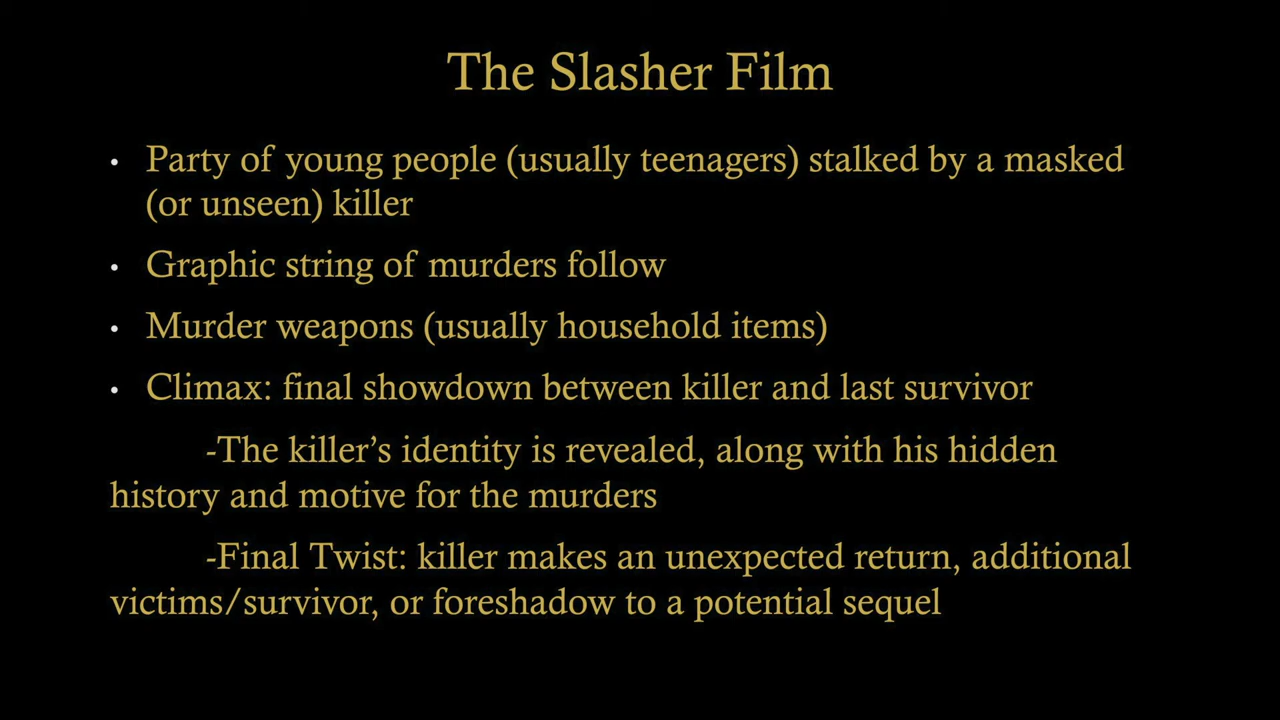 The Slasher Film
• Party of young people (usually teenagers) stalked by a masked
(or unseen) killer
• Graphic string of murders follow
• Murder weapons (usually household items)
• Climax: final showdown between killer and last survivor
-The killer’s identity is revealed, along with his hidden
history and motive for the murders
-Final Twist: killer makes an unexpected return, additional
victims/survivor, or foreshadow to a potential sequel